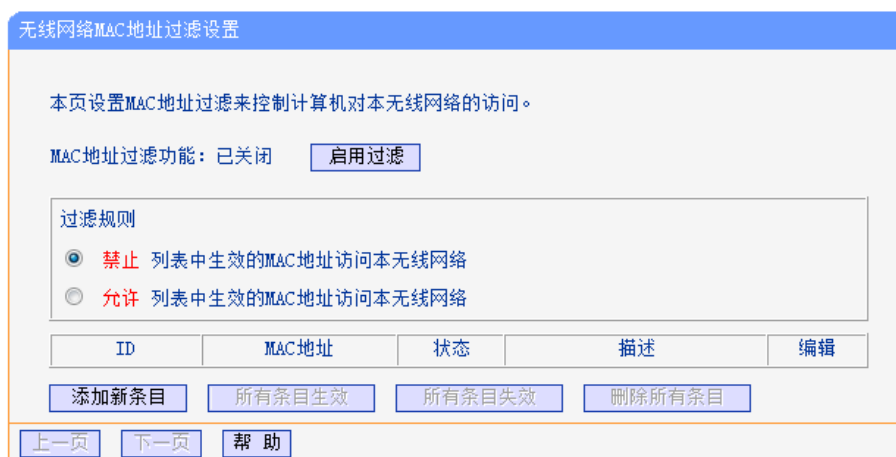 无线网络MAC地址过滤设置
本页设置MAC地址过滤来控制计算机对本无线网络的访问。
MAC地址过滤功能：已关闭 启用过滤
过滤规则
禁止 列表中生效的MAC地址访问本无线网络
允许 列表中生效的MAC地址访问本无线网络
ID MAC地址 状态 描述 编辑
添加新条目 所有条目生效 所有条目失效 删除所有条目
上一页 下一页 帮 助